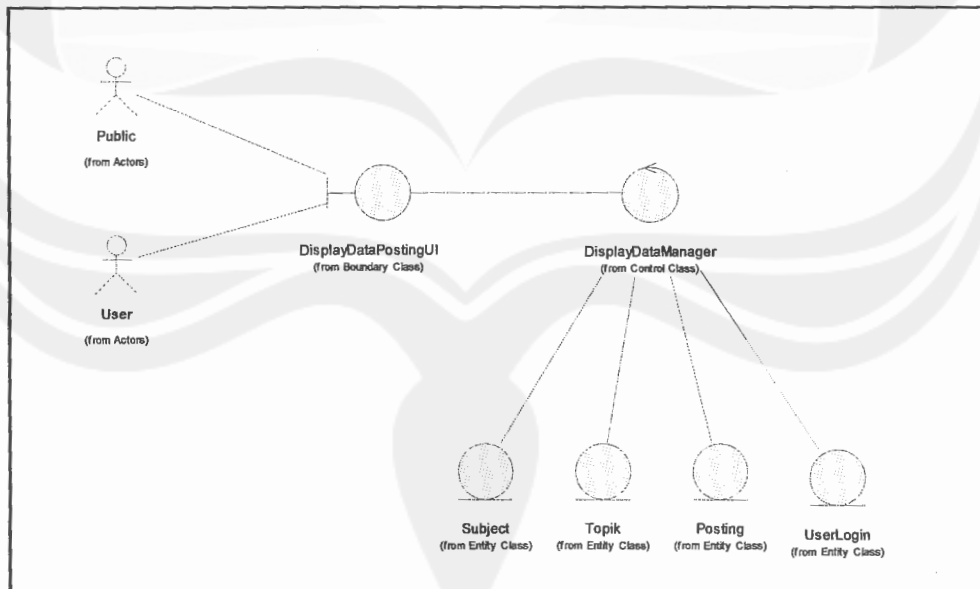 Public
(from Actors)
User
(from Actors)
DisplayDataPostingUI
(from Boundary Class)
DisplayDataManager
(from Control Class)
Subject
(from Entity Class)
Topik
(from Entity Class)
Posting
(from Entity Class)
UserLogin
(from Entity Class)